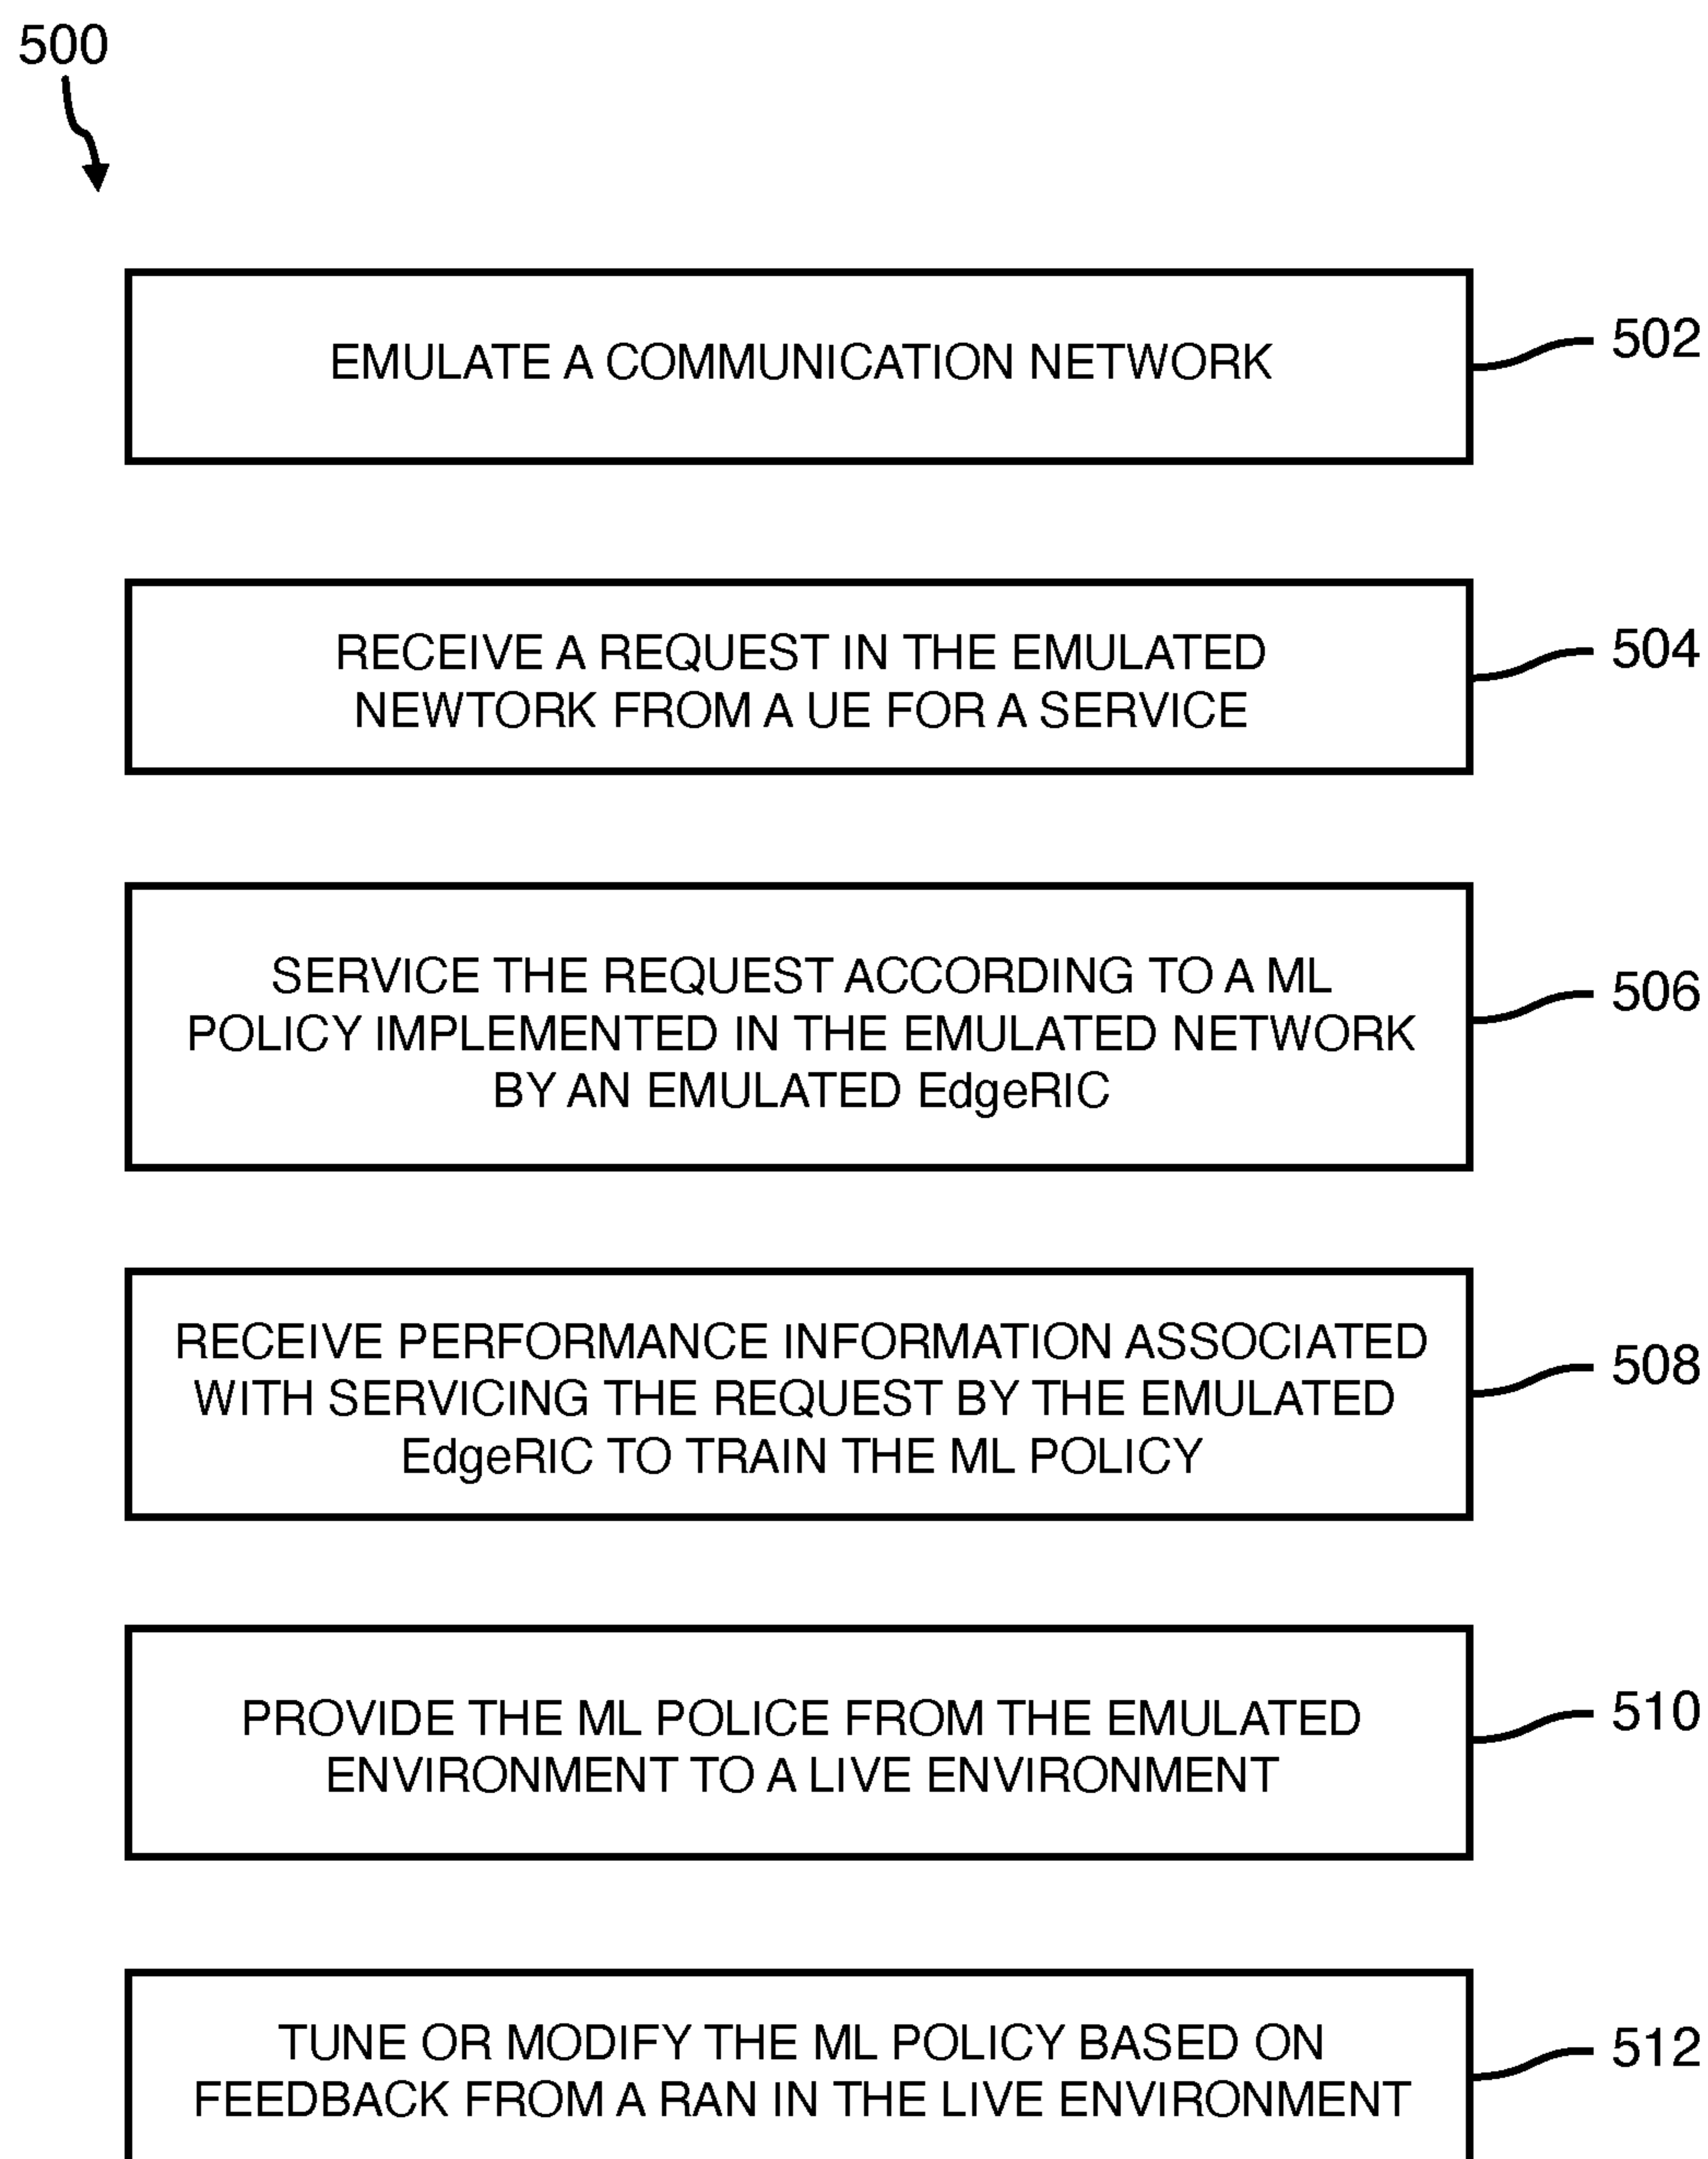 500
EMULATE A COMMUNICATION NETWORK
502
RECEIVE A REQUEST IN THE EMULATED
NEWTORK FROM A UE FOR A SERVICE
504
SERVICE THE REQUEST ACCORDING TO A ML
POLICY IMPLEMENTED IN THE EMULATED NETWORK
BY AN EMULATED EdgeRIC
506
RECEIVE PERFORMANCE INFORMATION ASSOCIATED
WITH SERVICING THE REQUEST BY THE EMULATED
EdgeRIC TO TRAIN THE ML POLICY
508
PROVIDE THE ML POLICE FROM THE EMULATED
ENVIRONMENT TO A LIVE ENVIRONMENT
510
TUNE OR MODIFY THE ML POLICY BASED ON
FEEDBACK FROM A RAN IN THE LIVE ENVIRONMENT
512